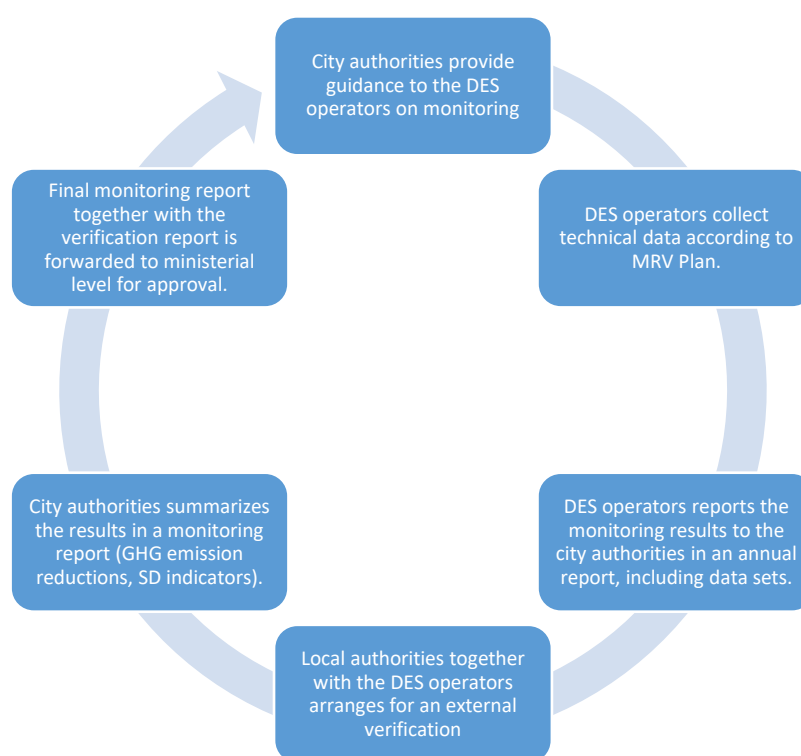 City authorities provide
guidance to the DES
operators on monitoring
DES operators collect
technical data according to
MRV Plan.
DES operators reports the
monitoring results to the
city authorities in an annual
report, including data sets.
Local authorities together
with the DES operators
arranges for an external
verification
City authorities summarizes
the results in a monitoring
report (GHG emission
reductions, SD indicators).
Final monitoring report
together with the
verification report is
forwarded to ministerial
level for approval.